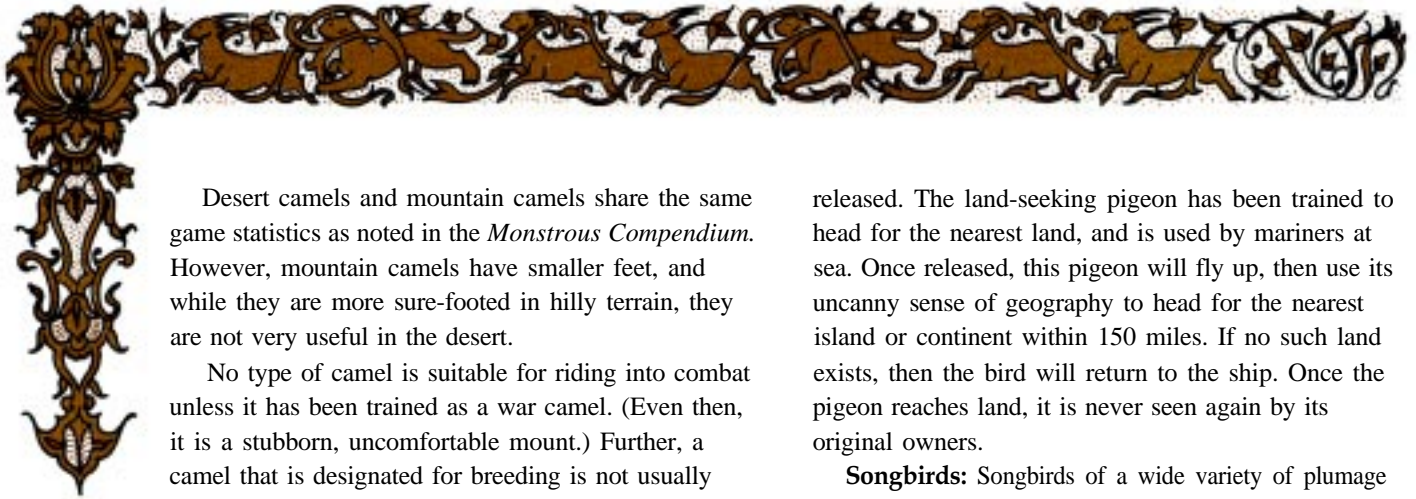 Desert camels and mountain camels share the same
game statistics as noted in the Monstrous Compendium.
However, mountain camels have smaller feet, and
while they are more sure-footed in hilly terrain, they
are not very useful in the desert.
No type of camel is suitable for riding into combat
unless it has been trained as a war camel. (Even then,
it is a stubborn, uncomfortable mount.) Further, a
camel that is designated for breeding is not usually
released. The land-seeking pigeon has been trained to
head for the nearest land, and is used by mariners at
sea. Once released, this pigeon will fly up, then use its
uncanny sense of geography to head for the nearest
island or continent within 150 miles. If no such land
exists, then the bird will return to the ship. Once the
pigeon reaches land, it is never seen again by its
original owners.
Songbirds: Songbirds of a wide variety of plumage